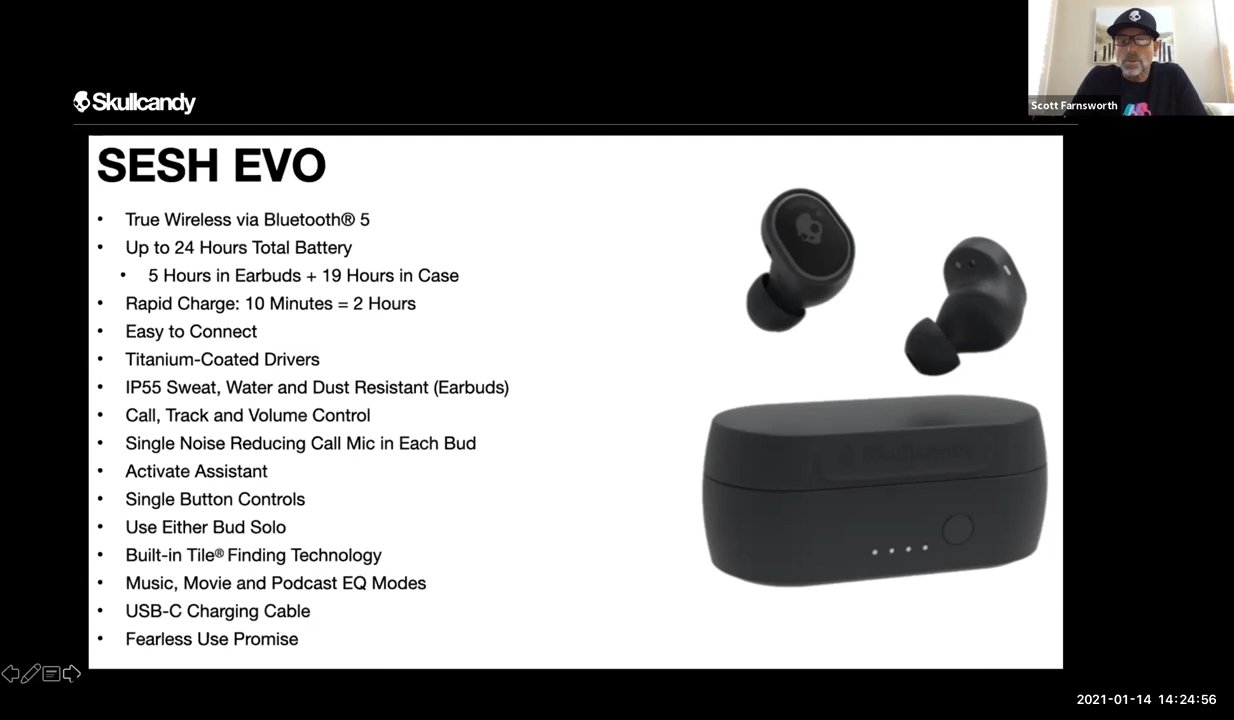 Skullcandy
Scott Farnsworth
SESH EVO
• True Wireless via Bluetooth® 5
• Up to 24 Hours Total Battery
• 5 Hours in Earbuds + 19 Hours in Case
• Rapid Charge: 10 Minutes = 2 Hours
• Easy to Connect
• Titanium-Coated Drivers
• IP55 Sweat, Water and Dust Resistant (Earbuds)
• Call, Track and Volume Control
• Single Noise Reducing Call Mic in Each Bud
• Activate Assistant
• Single Button Controls
• Use Either Bud Solo
• Built-in Tile® Finding Technology
• Music, Movie and Podcast EQ Modes
• USB-C Charging Cable
• Fearless Use Promise
Skullcandy
2021-01-14 14:24:56